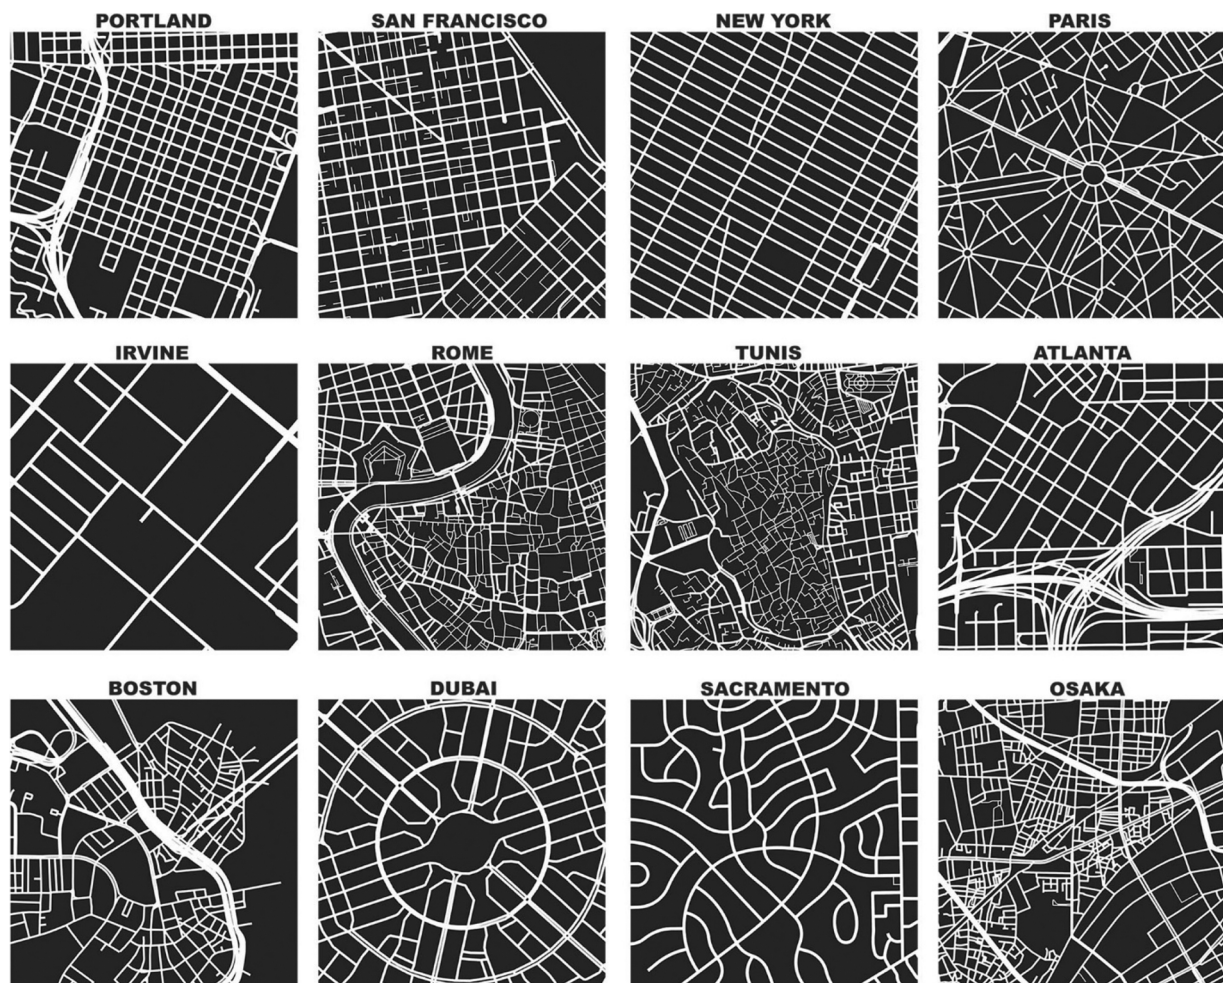 PORTLAND
SAN FRANCISCO
NEW YORK
PARIS
IRVINE
ROME
TUNIS
ATLANTA
BOSTON
DUBAI
SACRAMENTO
OSAKA